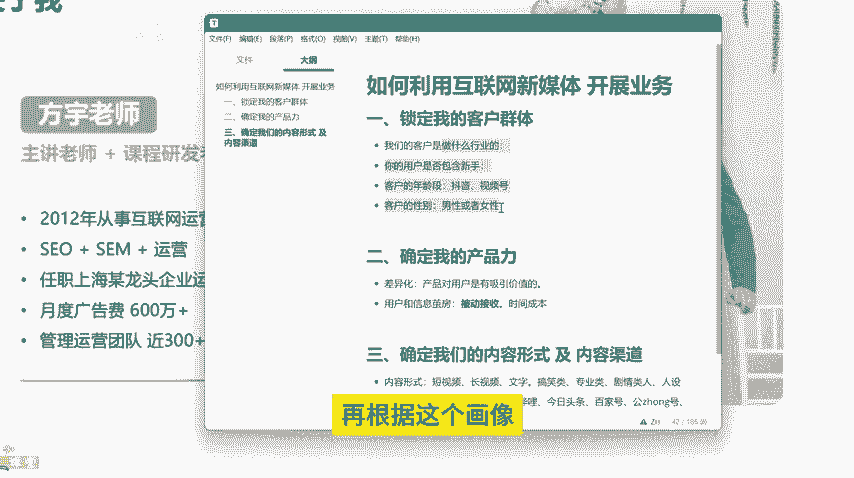 方宇老师
主讲老师 + 课程研发
• 2012年从事互联网运营
• SEO + SEM + 运营
• 任职上海某龙头企业运
• 月度广告费 600万+
• 管理运营团队 近300+
文件(F) 编辑(E) 段落(P) 格式(O) 视图(V) 主题(T) 帮助(H)
文件 大纲
如何利用互联网新媒体 开展业务
一、锁定我的客户群体
二、确定我的产品力
三、确定我们的内容形式 及
内容渠道
如何利用互联网新媒体 开展业务
一、锁定我的客户群体
• 我们的客户是做什么行业的
• 你的用户是否包含新手:
• 客户的年龄段:抖音、视频号
• 客户的性别:男性或者女性
二、确定我的产品力
• 差异化:产品对用户是有吸引价值的。
• 用户和信息茧房:被动接收。时间成本
三、确定我们的内容形式 及 内容渠道
• 内容形式:短视频、长视频、文字。搞笑类、专业类、剧情类人、人设
哔哩、今日头条、百家号、公zhong号、
再根据这个画像